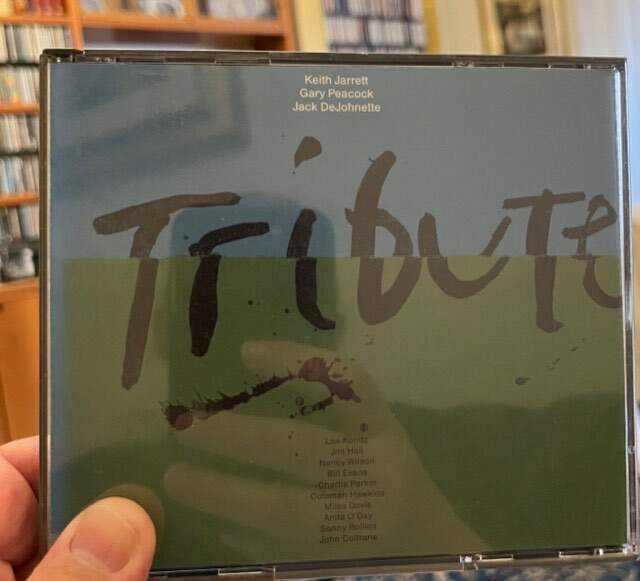 Keith Jarrett
Gary Peacock
Jack DeJohnette
Tribute
Lee Konitz
Jim Hall
Nancy Wilson
Bill Evans
Charlie Parker
Coleman Hawkins
Miles Davis
Anita O'Day
Sonny Rollins
John Coltrane